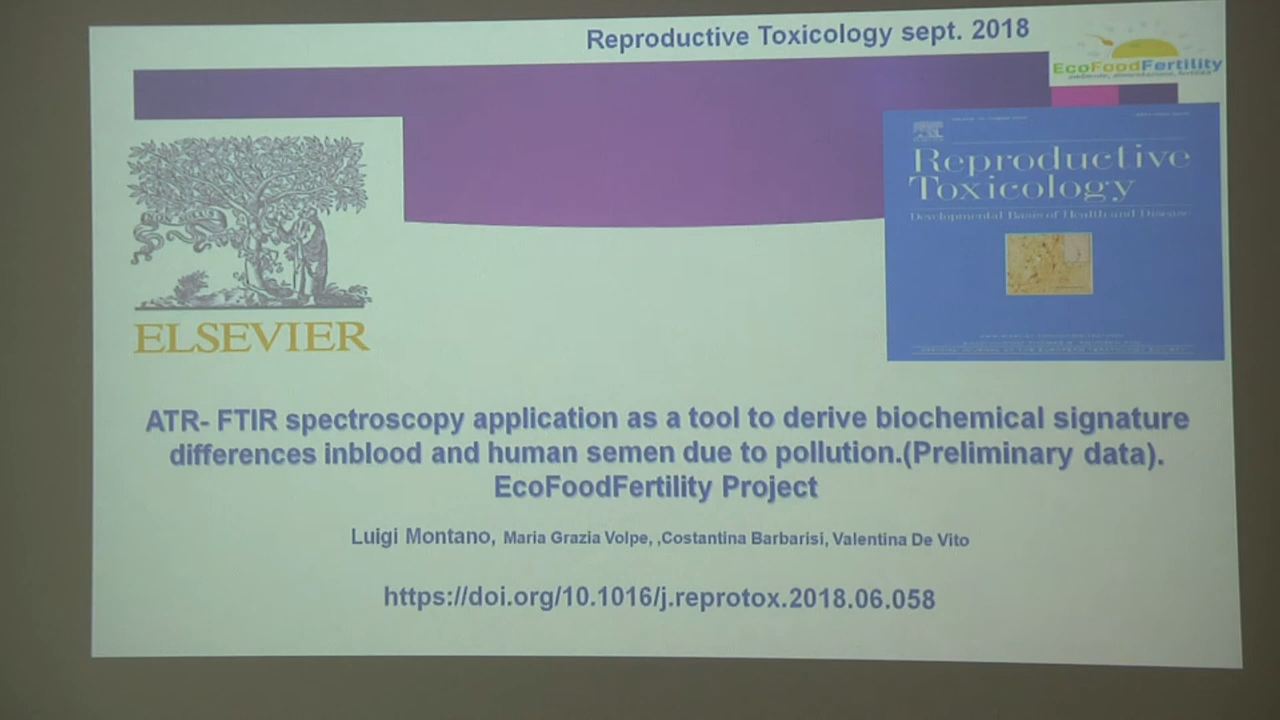 Reproductive Toxicology sept. 2018
EcoFoodFertility
Reproductive
Toxicology
Developmental Basis of Health and Disease
NON SOLUS
ELSEVIER
ATR- FTIR spectroscopy application as a tool to derive biochemical signature
differences inblood and human semen due to pollution.(Preliminary data).
EcoFoodFertility Project
Luigi Montano, Maria Grazia Volpe, ,Costantina Barbarisi, Valentina De Vito
https://doi.org/10.1016/j.reprotox.2018.06.058